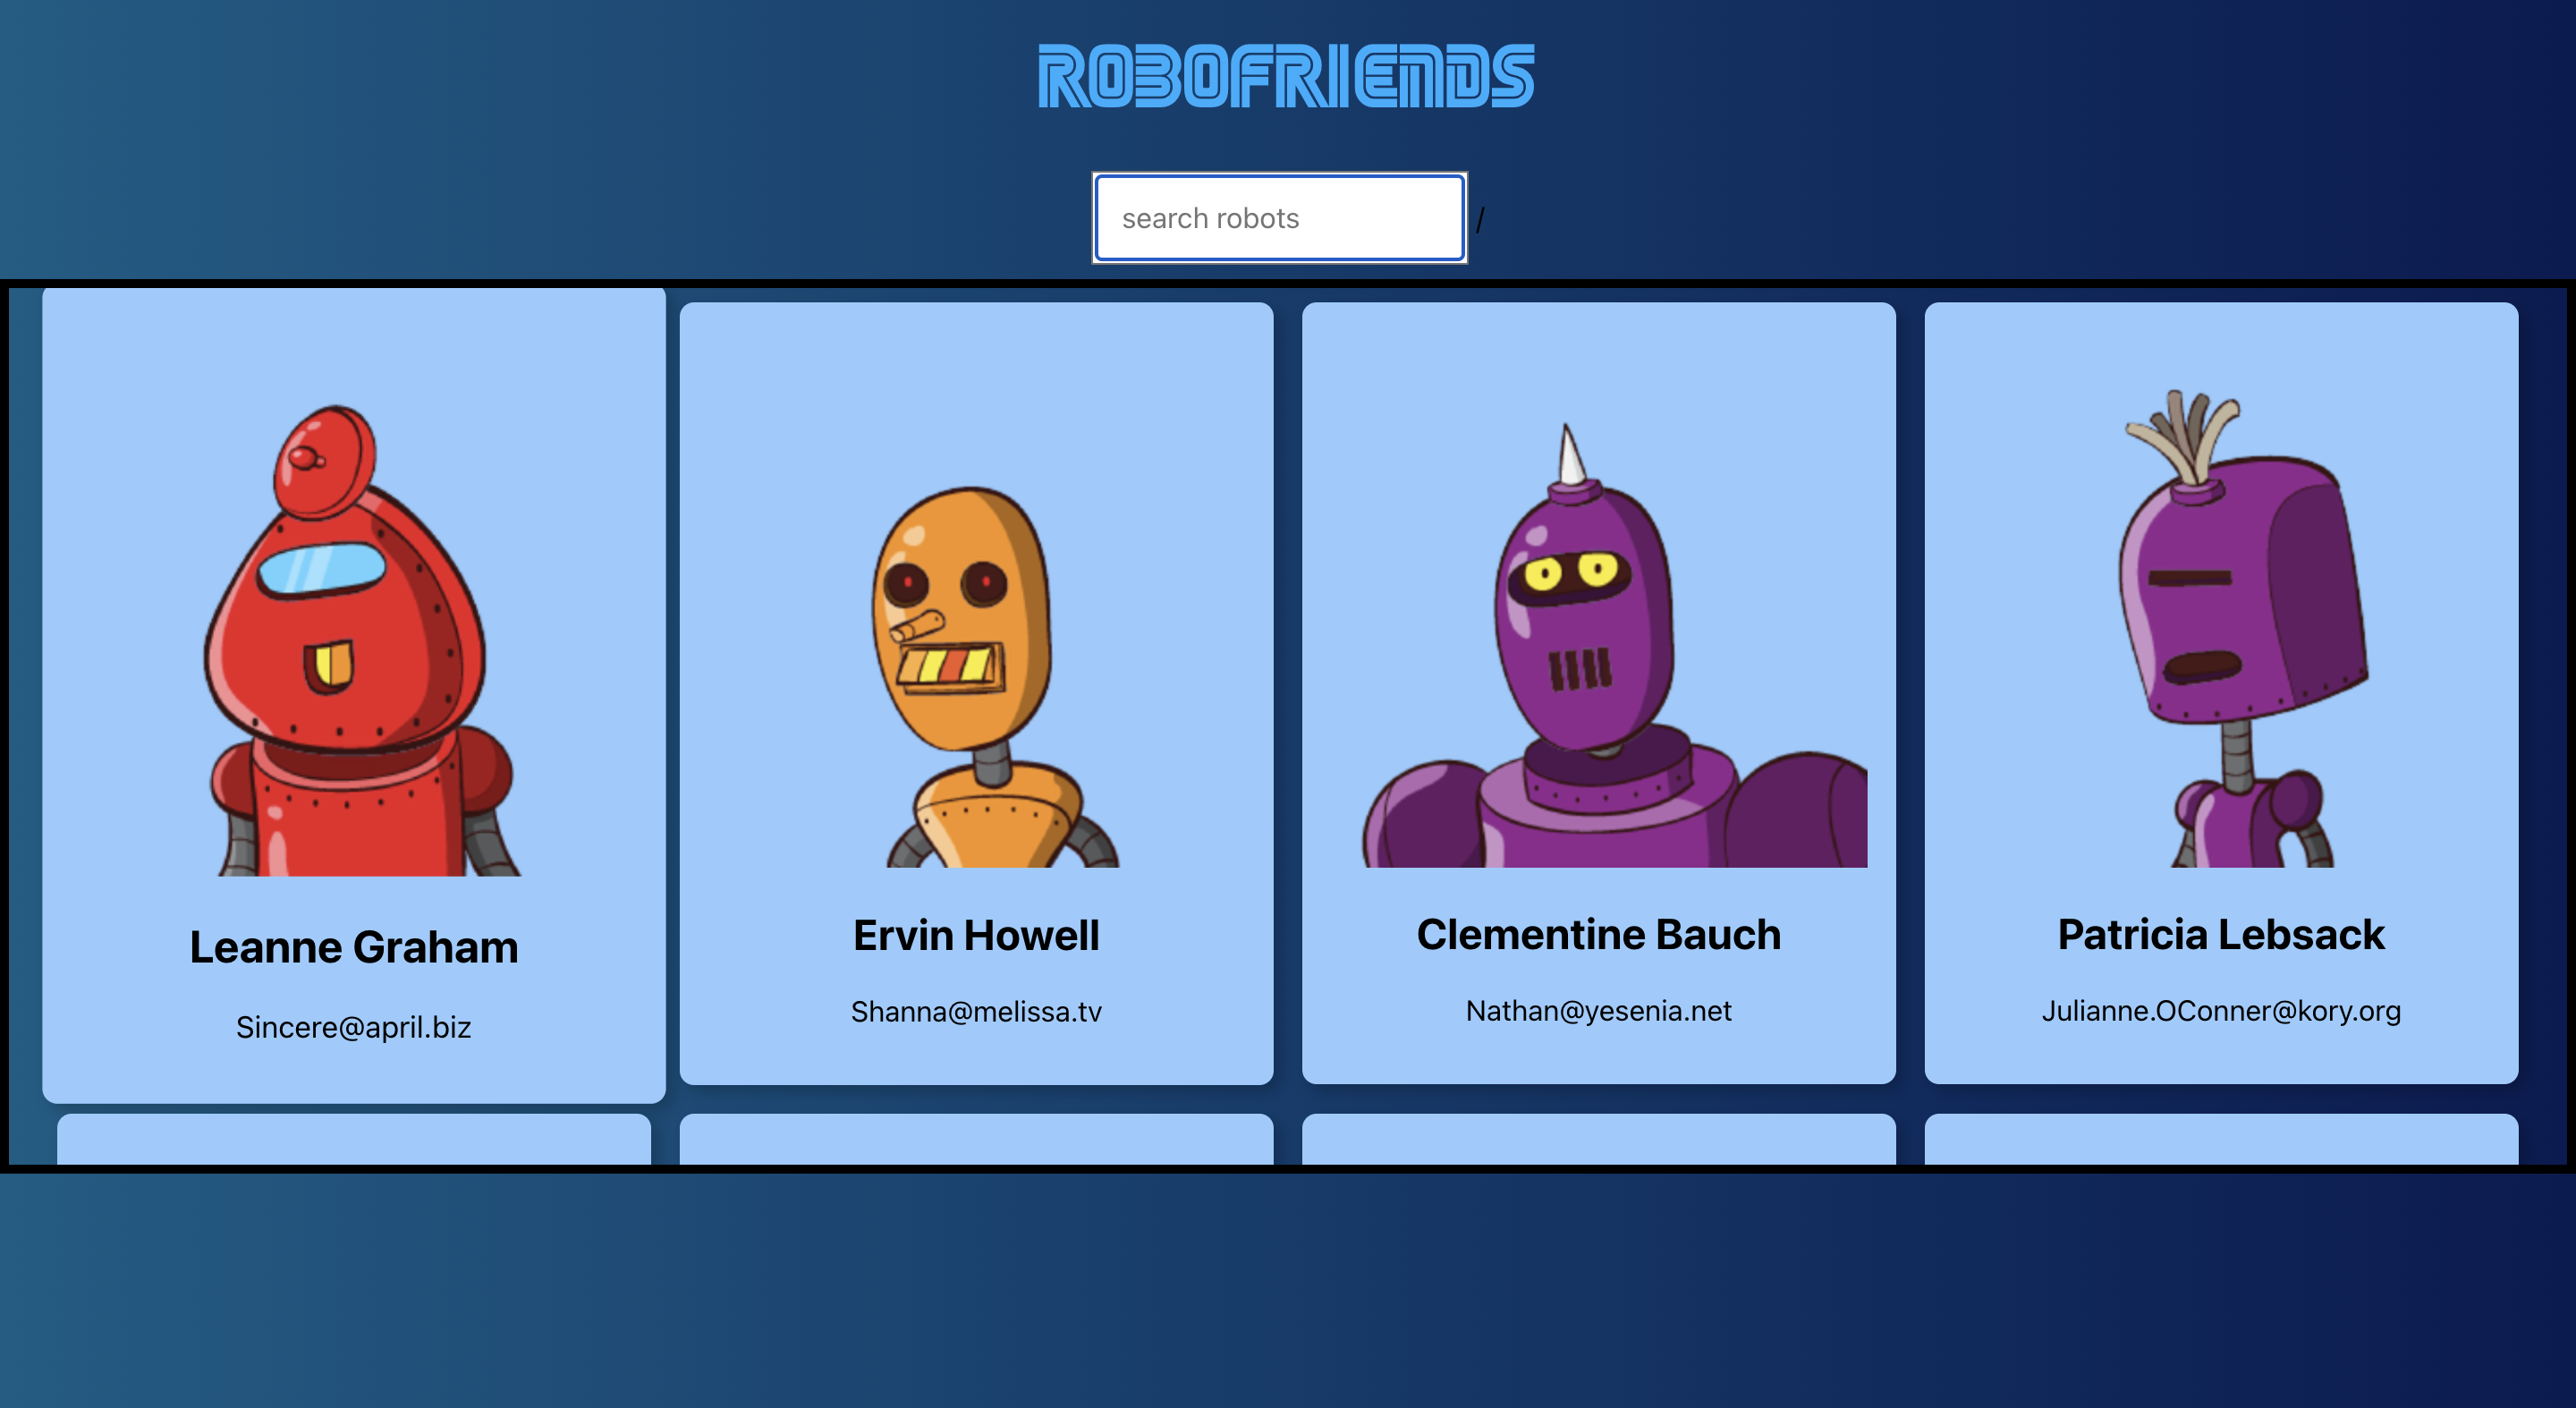 ROBOFRIENDS
search robots /
Leanne Graham
Sincere@april.biz
Ervin Howell
Shanna@melissa.tv
Clementine Bauch
Nathan@yesenia.net
Patricia Lebsack
Julianne.OConner@kory.org